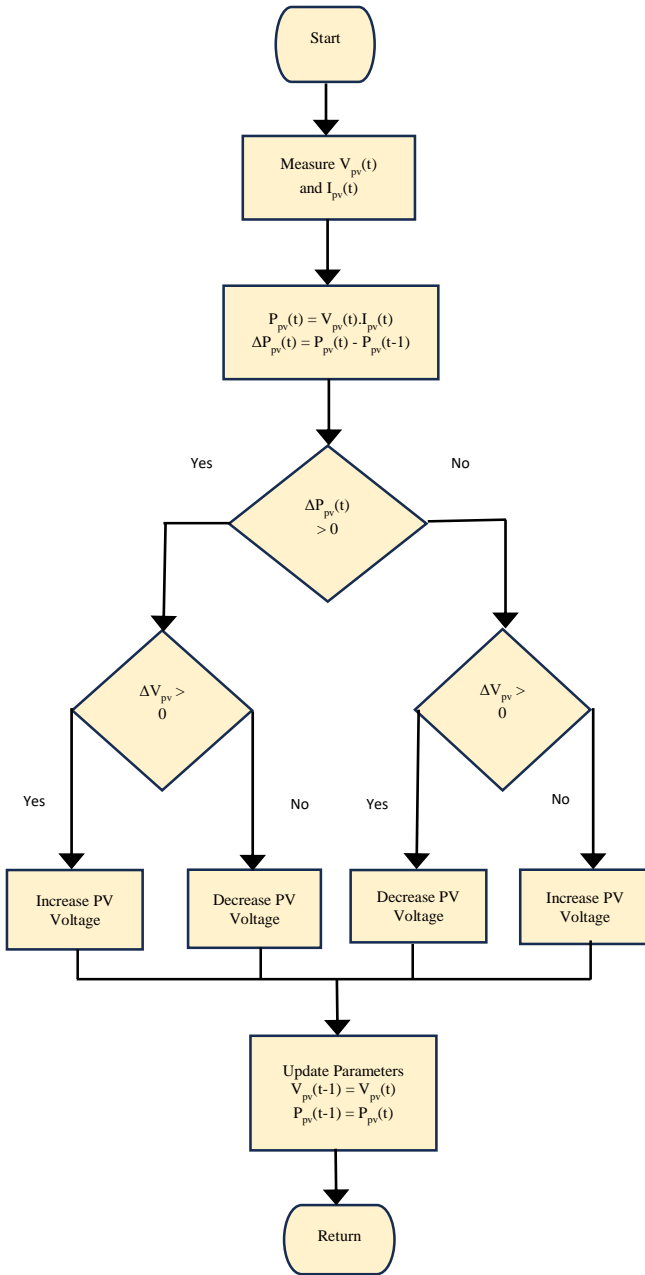 Start
Measure V_pv(t)
and I_pv(t)
P_pv(t) = V_pv(t).I_pv(t)
ΔP_pv(t) = P_pv(t) - P_pv(t-1)
Yes
No
ΔP_pv(t)
> 0
ΔV_pv >
0
ΔV_pv >
0
Yes
No
Yes
No
Increase PV
Voltage
Decrease PV
Voltage
Decrease PV
Voltage
Increase PV
Voltage
Update Parameters
V_pv(t-1) = V_pv(t)
P_pv(t-1) = P_pv(t)
Return